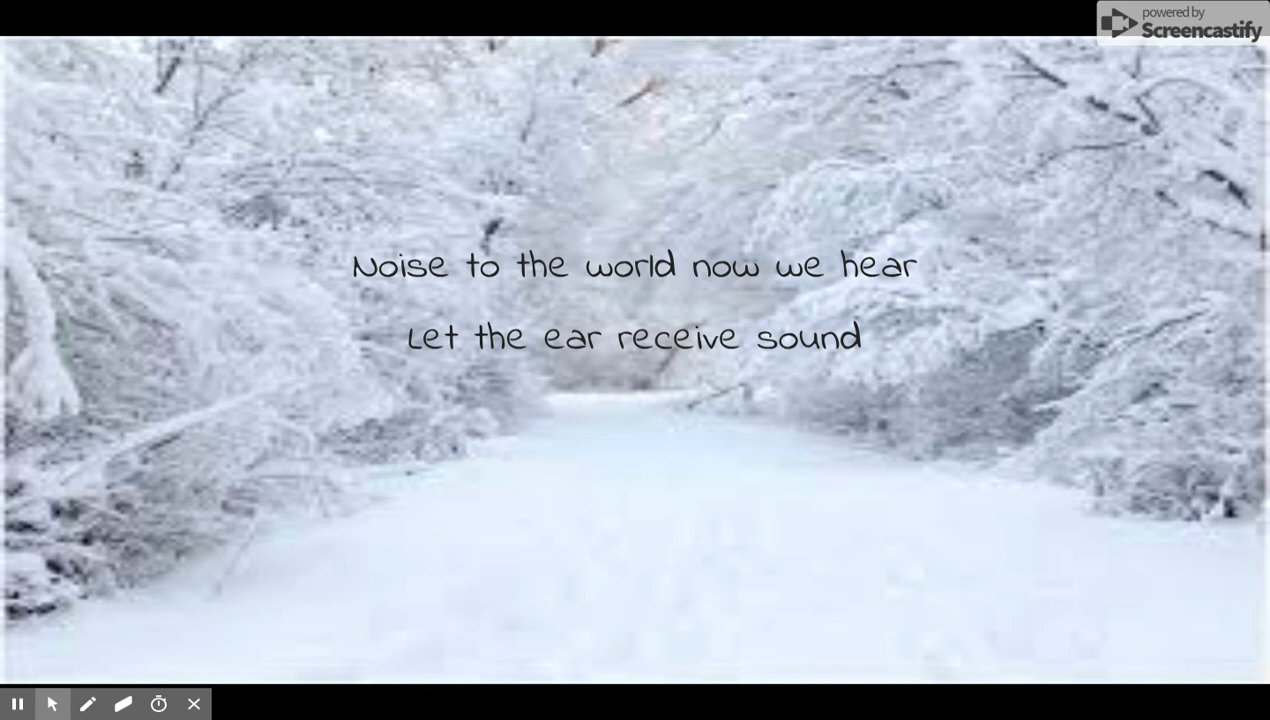 powered by
Screencastify
Noise to the world now we hear
Let the ear receive sound